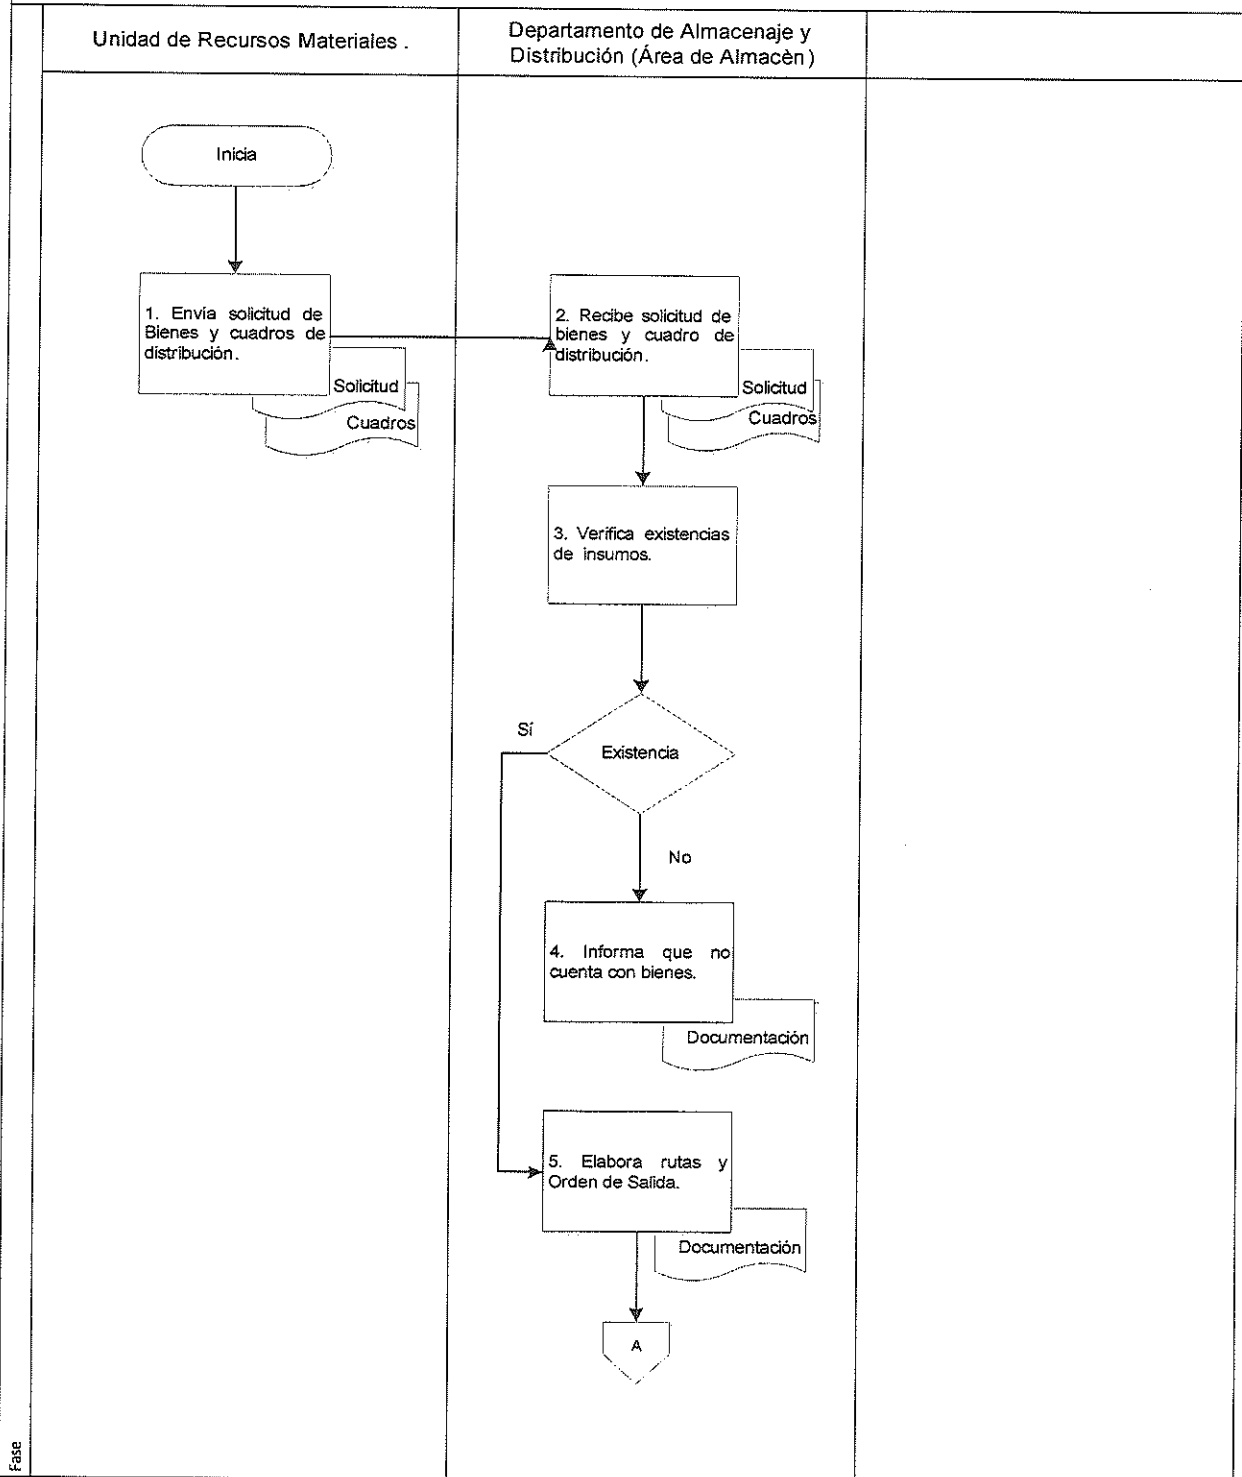 Unidad de Recursos Materiales .
Departamento de Almacenaje y
Distribución (Área de Almacèn)
Inicia
1. Envía solicitud de
Bienes y cuadros de
distribución.
Solicitud
Cuadros
2. Recibe solicitud de
bienes y cuadro de
distribución.
Solicitud
Cuadros
3. Verifica existencias
de insumos.
Sí
Existencia
No
4. Informa que no
cuenta con bienes.
Documentación
5. Elabora rutas y
Orden de Salida.
Documentación
A
Fase